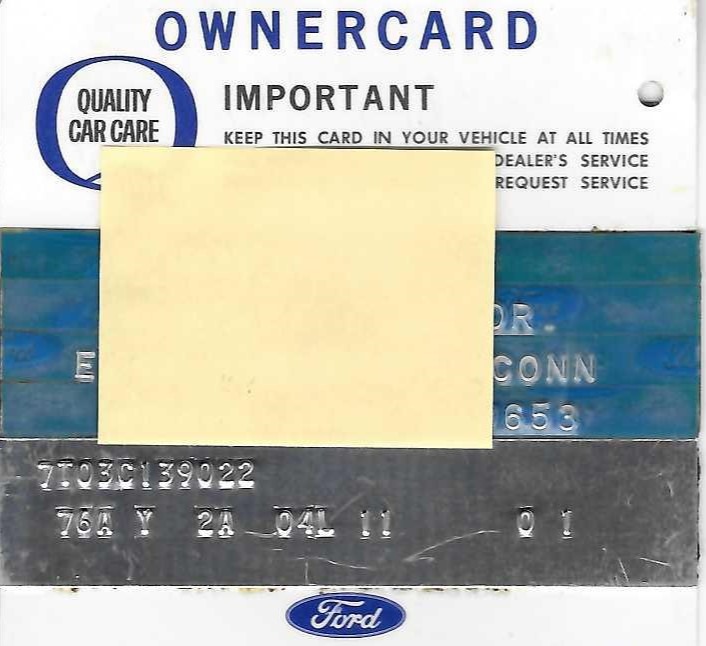 OWNERCARD
QUALITY
CAR CARE
IMPORTANT
KEEP THIS CARD IN YOUR VEHICLE AT ALL TIMES
DEALER'S SERVICE
REQUEST SERVICE
DR.
E CONN
653
7T03C139022
76A Y 2A 04L 11 0 1
Ford